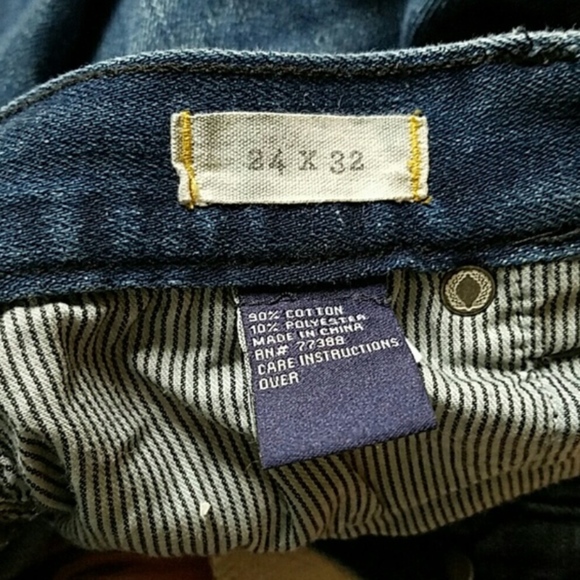 24 X 32
90% COTTON
10% POLYESTER
MADE IN CHINA
RN# 77388
CARE INSTRUCTIONS
OVER